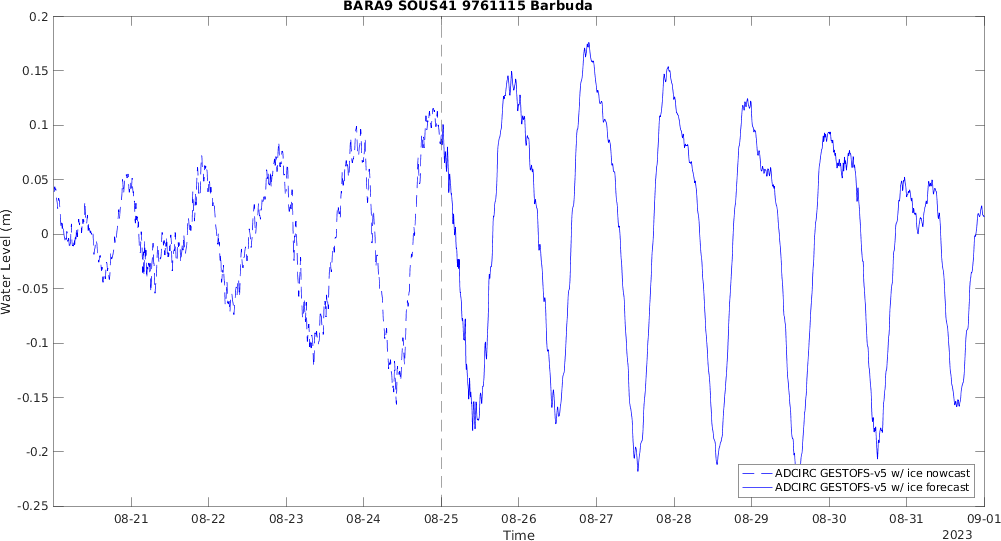 BARA9 SOUS41 9761115 Barbuda
Water Level (m)
0.2
0.15
0.1
0.05
0
-0.05
-0.1
-0.15
-0.2
-0.25
ADCIRC GESTOFS-v5 w/ ice nowcast
ADCIRC GESTOFS-v5 w/ ice forecast
08-21 08-22 08-23 08-24 08-25 08-26 08-27 08-28 08-29 08-30 08-31 09-01
Time
2023